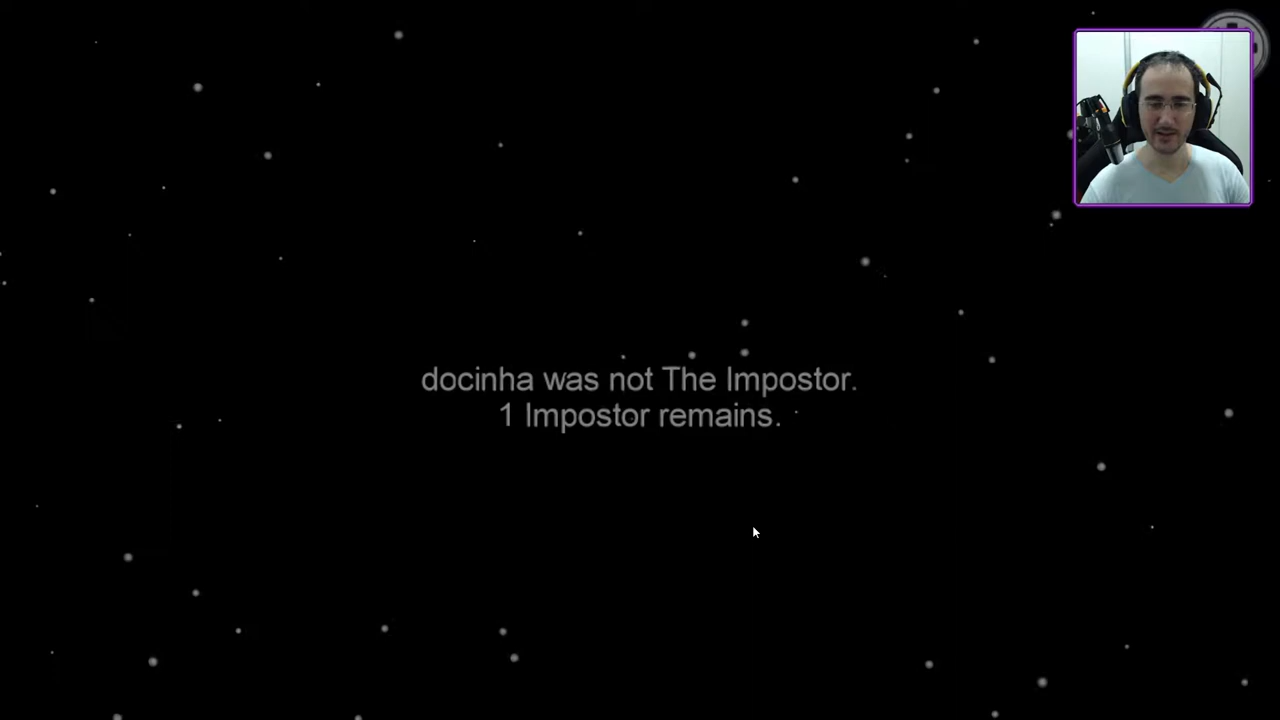 docinha was not The Impostor.
1 Impostor remains.